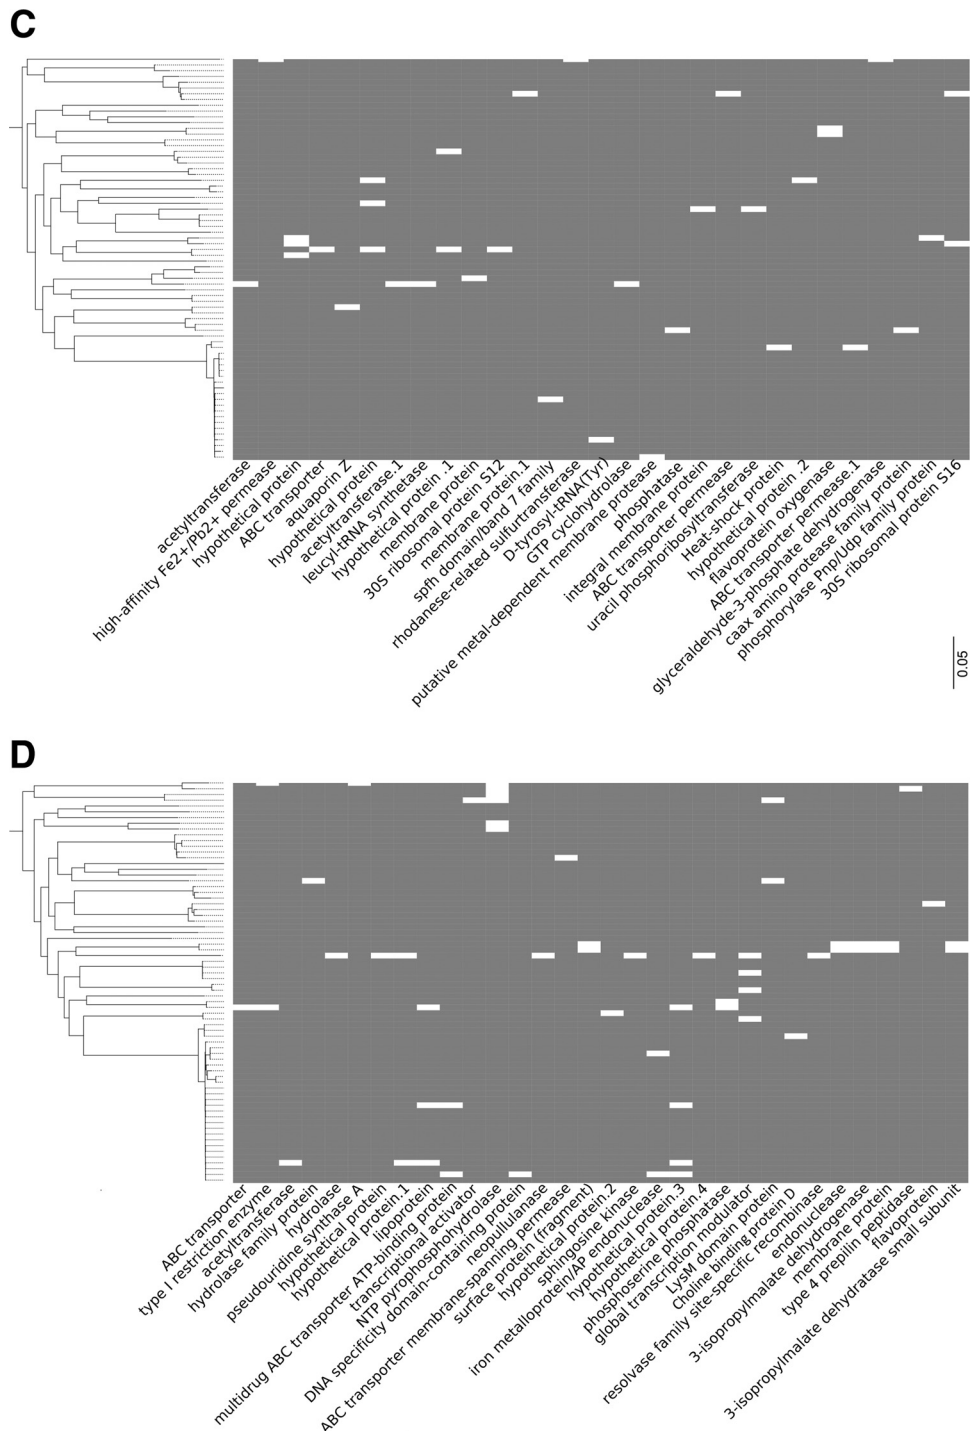 C
acetyltransferase
high-affinity Fe2+/Pb2+ permease
hypothetical protein
ABC transporter
aquaporin Z
hypothetical protein
acetyltransferase.1
leucyl-tRNA synthetase
hypothetical protein .1
membrane protein
30S ribosomal protein S12
membrane protein.1
spfh domain/band 7 family
rhodanese-related sulfurtransferase
D-tyrosyl-tRNA(Tyr)
GTP cyclohydrolase
putative metal-dependent membrane protease
phosphatase
integral membrane protein
ABC transporter permease
uracil phosphoribosyltransferase
Heat-shock protein
hypothetical protein .2
flavoprotein oxygenase
ABC transporter permease.1
glyceraldehyde-3-phosphate dehydrogenase
caax amino protease family protein
phosphorylase Pnp/Udp family protein
30S ribosomal protein S16
0.05
D
ABC transporter
type I restriction enzyme
acetyltransferase
hydrolase family protein
hydrolase
pseudouridine synthase A
hypothetical protein
hypothetical protein.1
lipoprotein
multidrug ABC transporter ATP-binding protein
transcriptional activator
NTP pyrophosphohydrolase
DNA specificity domain-containing protein
neopullulanase
ABC transporter membrane-spanning permease
surface protein (fragment)
hypothetical protein.2
sphingosine kinase
iron metalloprotein/AP endonuclease
hypothetical protein.3
hypothetical protein.4
phosphoserine phosphatase
global transcription modulator
LysM domain protein
Choline binding protein D
resolvase family site-specific recombinase
endonuclease
3-isopropylmalate dehydrogenase
membrane protein
type 4 prepilin peptidase
flavoprotein
3-isopropylmalate dehydratase small subunit